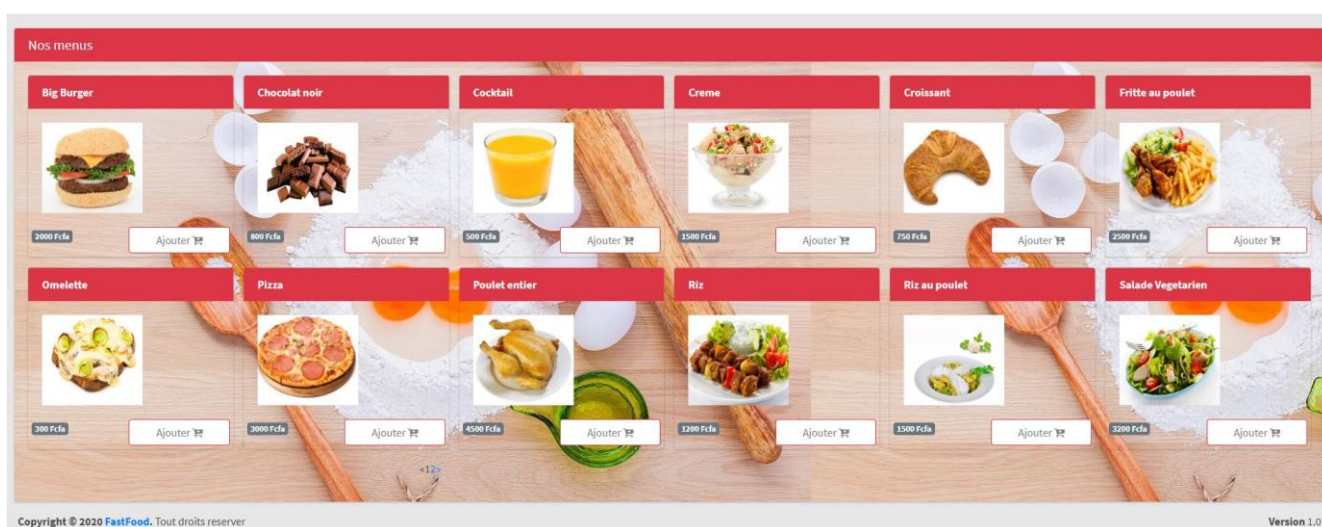 Nos menus
Big Burger
Chocolat noir
Cocktail
Creme
Croissant
Fritte au poulet
2000 Fcfa
Ajouter
800 Fcfa
Ajouter
500 Fcfa
Ajouter
1500 Fcfa
Ajouter
750 Fcfa
Ajouter
2500 Fcfa
Ajouter
Omelette
Pizza
Poulet entier
Riz
Riz au poulet
Salade Vegetarien
300 Fcfa
Ajouter
3000 Fcfa
Ajouter
4500 Fcfa
Ajouter
1200 Fcfa
Ajouter
1500 Fcfa
Ajouter
3200 Fcfa
Ajouter
«12»
Copyright © 2020 FastFood. Tout droits reserver
Version 1.0